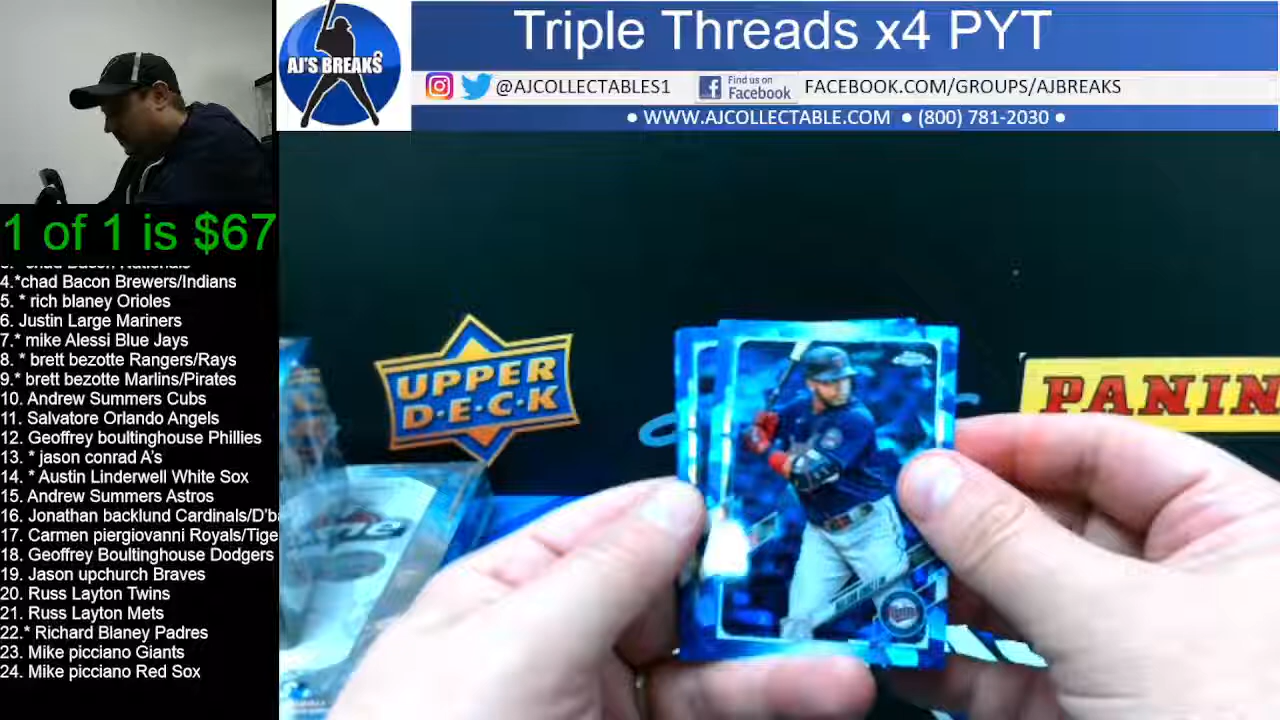 Triple Threads x4 PYT
AJ'S BREAKS
@AJCOLLECTABLES1
Find us on
Facebook
FACEBOOK.COM/GROUPS/AJBREAKS
● WWW.AJCOLLECTABLE.COM ● (800) 781-2030 ●
1 of 1 is $67
4.*chad Bacon Brewers/Indians
5. * rich blaney Orioles
6. Justin Large Mariners
7.* mike Alessi Blue Jays
8. * brett bezotte Rangers/Rays
9.* brett bezotte Marlins/Pirates
10. Andrew Summers Cubs
11. Salvatore Orlando Angels
12. Geoffrey boultinghouse Phillies
13. * jason conrad A's
14. * Austin Linderwell White Sox
15. Andrew Summers Astros
16. Jonathan backlund Cardinals/D'b
17. Carmen piergiovanni Royals/Tige
18. Geoffrey Boultinghouse Dodgers
19. Jason upchurch Braves
20. Russ Layton Twins
21. Russ Layton Mets
22.* Richard Blaney Padres
23. Mike picciano Giants
24. Mike picciano Red Sox
UPPER
D·E·C·K
PANIN